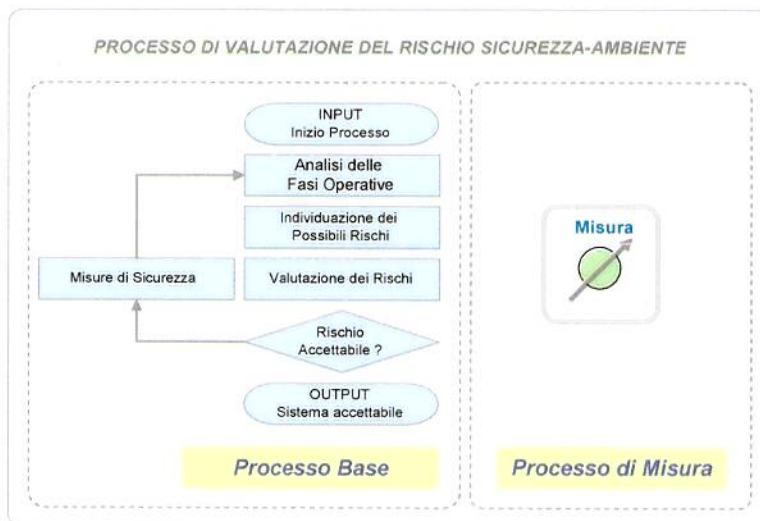 PROCESSO DI VALUTAZIONE DEL RISCHIO SICUREZZA-AMBIENTE
INPUT
Inizio Processo
Analisi delle
Fasi Operative
Individuazione dei
Possibili Rischi
Misure di Sicurezza
Valutazione dei Rischi
Rischio
Accettabile ?
OUTPUT
Sistema accettabile
Processo Base
Misura
Processo di Misura